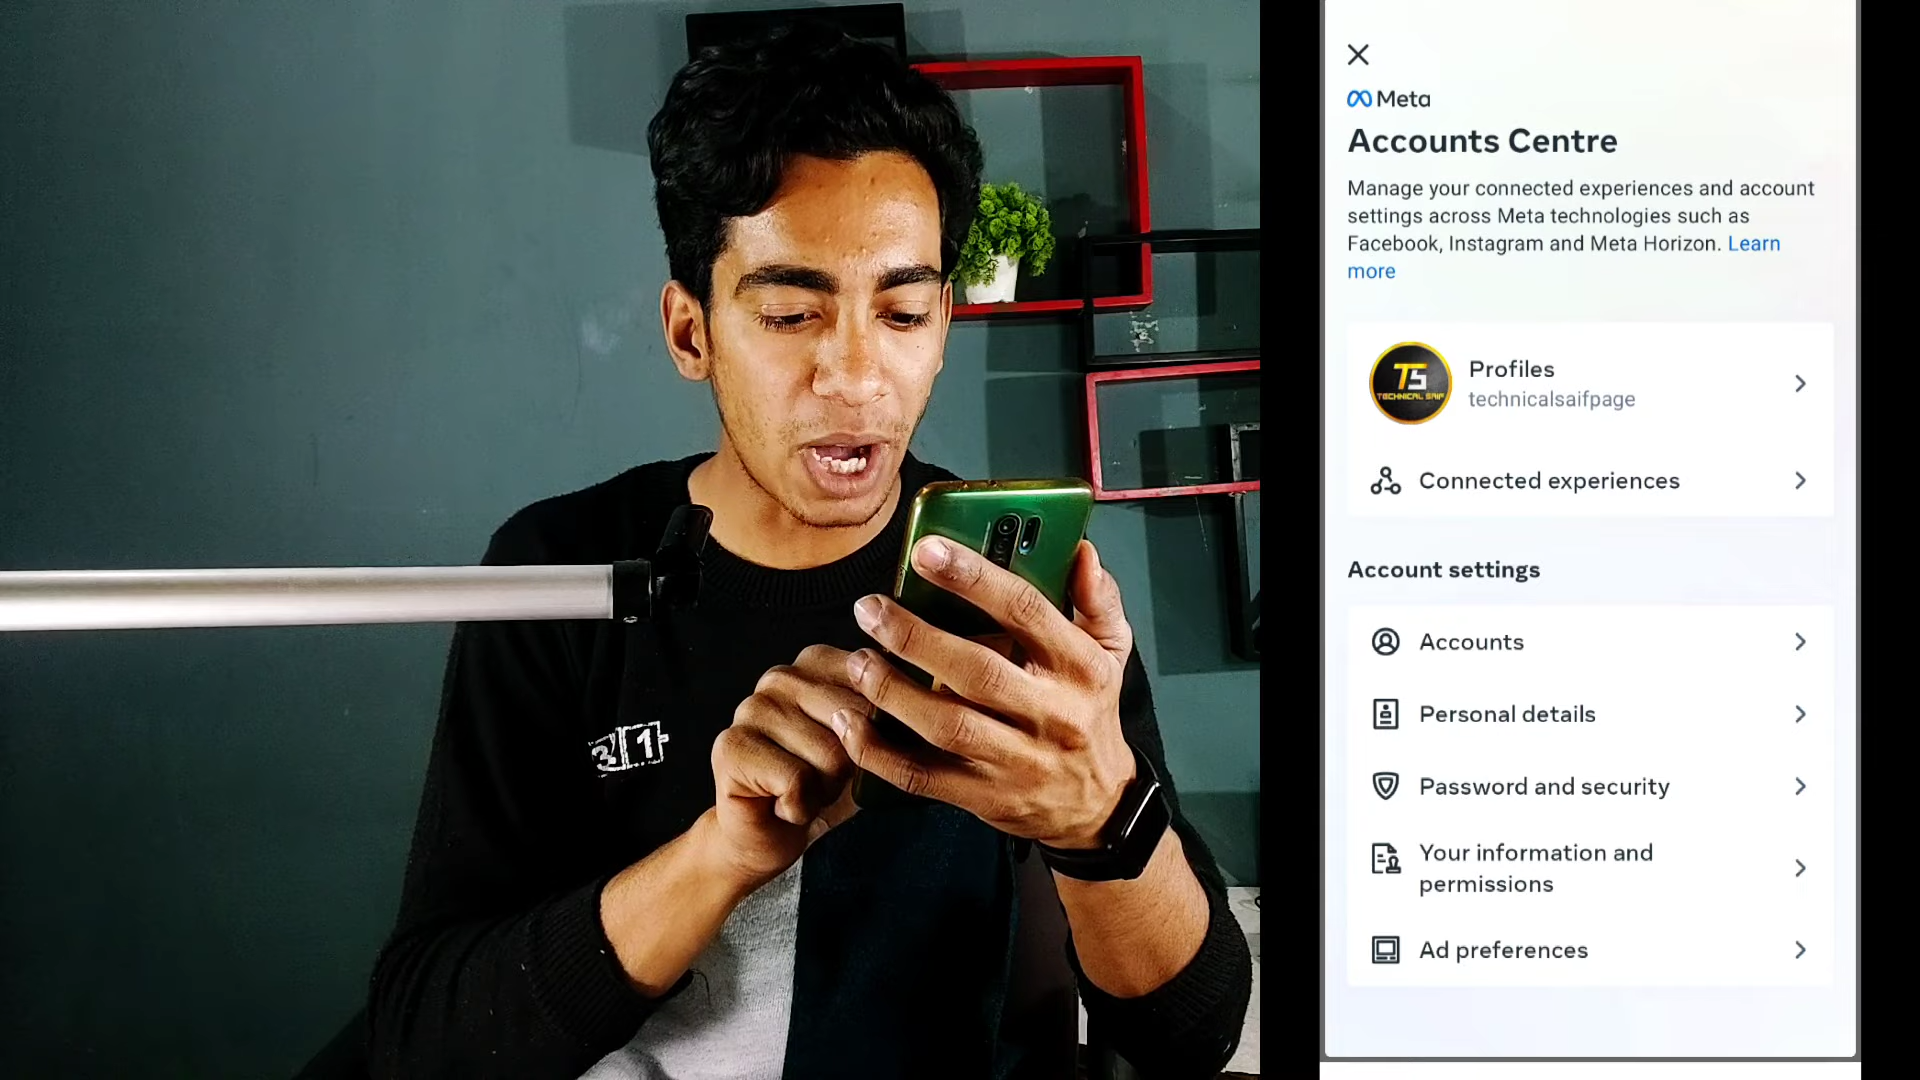 31
Meta
Accounts Centre
Manage your connected experiences and account
settings across Meta technologies such as
Facebook, Instagram and Meta Horizon. Learn
more
TS
TECHNICAL SAIF
Profiles
technicalsaifpage
Connected experiences
Account settings
Accounts
Personal details
Password and security
Your information and
permissions
Ad preferences